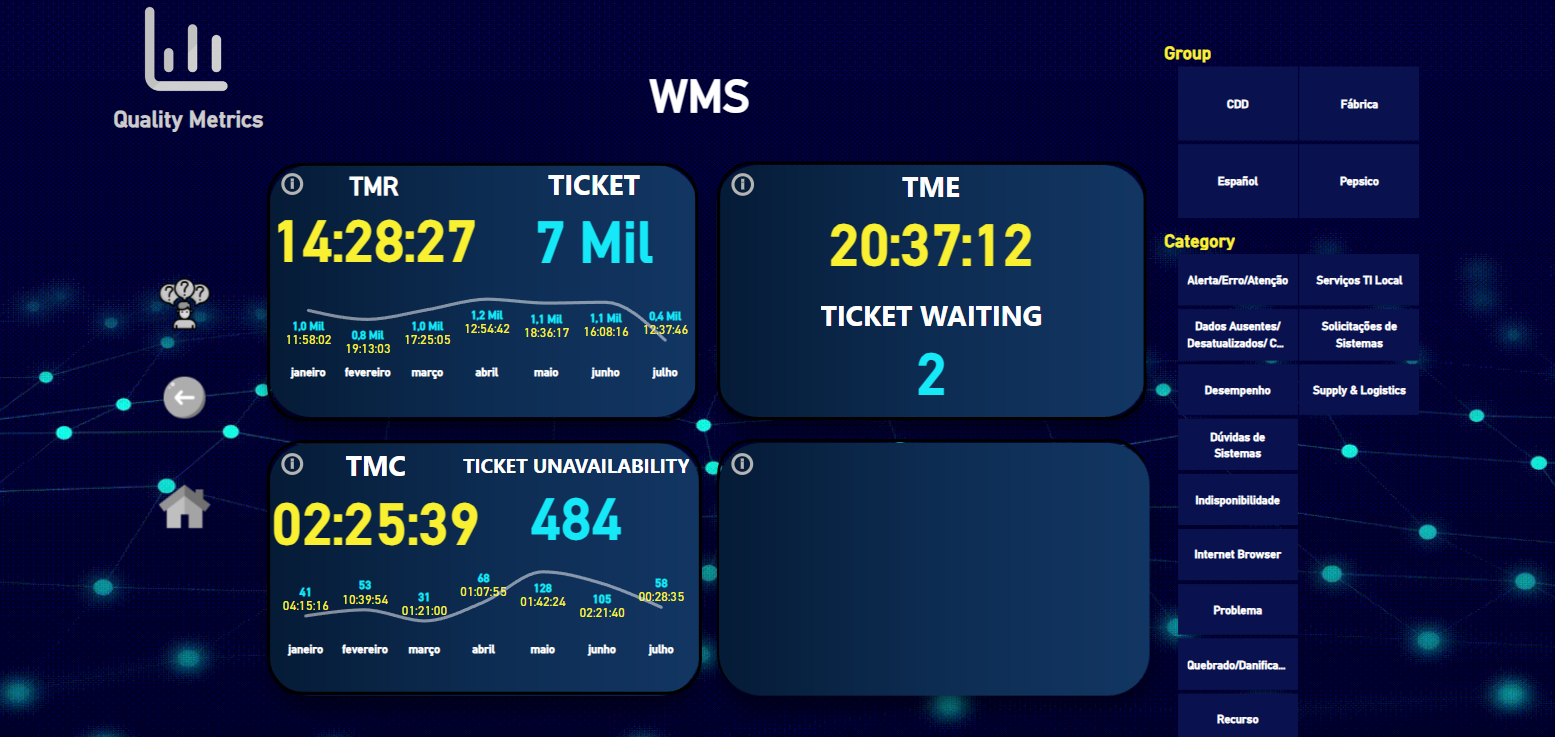 Quality Metrics
WMS
TMR
TICKET
14:28:27
7 Mil
1,0 Mil
11:58:02
0,8 Mil
19:13:03
1,0 Mil
17:25:05
1,2 Mil
12:54:42
1,1 Mil
18:36:17
1,1 Mil
16:08:16
0,4 Mil
12:37:46
janeiro fevereiro março abril maio junho julho
TME
20:37:12
TICKET WAITING
2
TMC
TICKET UNAVAILABILITY
02:25:39
484
41
04:15:16
53
10:39:54
31
01:21:00
68
01:07:55
128
01:42:24
105
02:21:40
58
00:28:35
janeiro fevereiro março abril maio junho julho
Group
CDD
Fábrica
Español
Pepsico
Category
Alerta/Erro/Atenção
Serviços TI Local
Dados Ausentes/
Desatualizados/ C...
Solicitações de
Sistemas
Desempenho
Supply & Logistics
Dúvidas de
Sistemas
Indisponibilidade
Internet Browser
Problema
Quebrado/Danifica...
Recurso